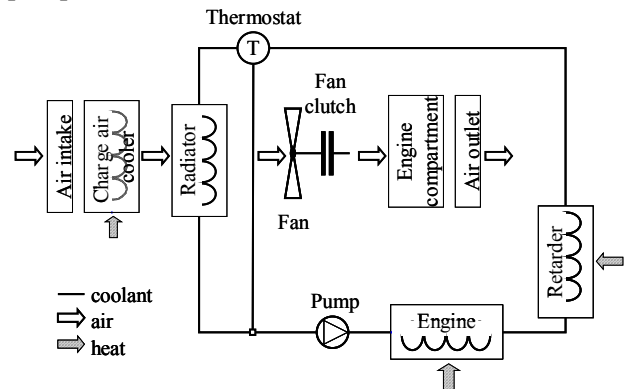 Thermostat
T
Fan
clutch
Air intake
Charge air
cooler
Radiator
Engine
compartment
Air outlet
Fan
Retarder
coolant
air
heat
Pump
Engine